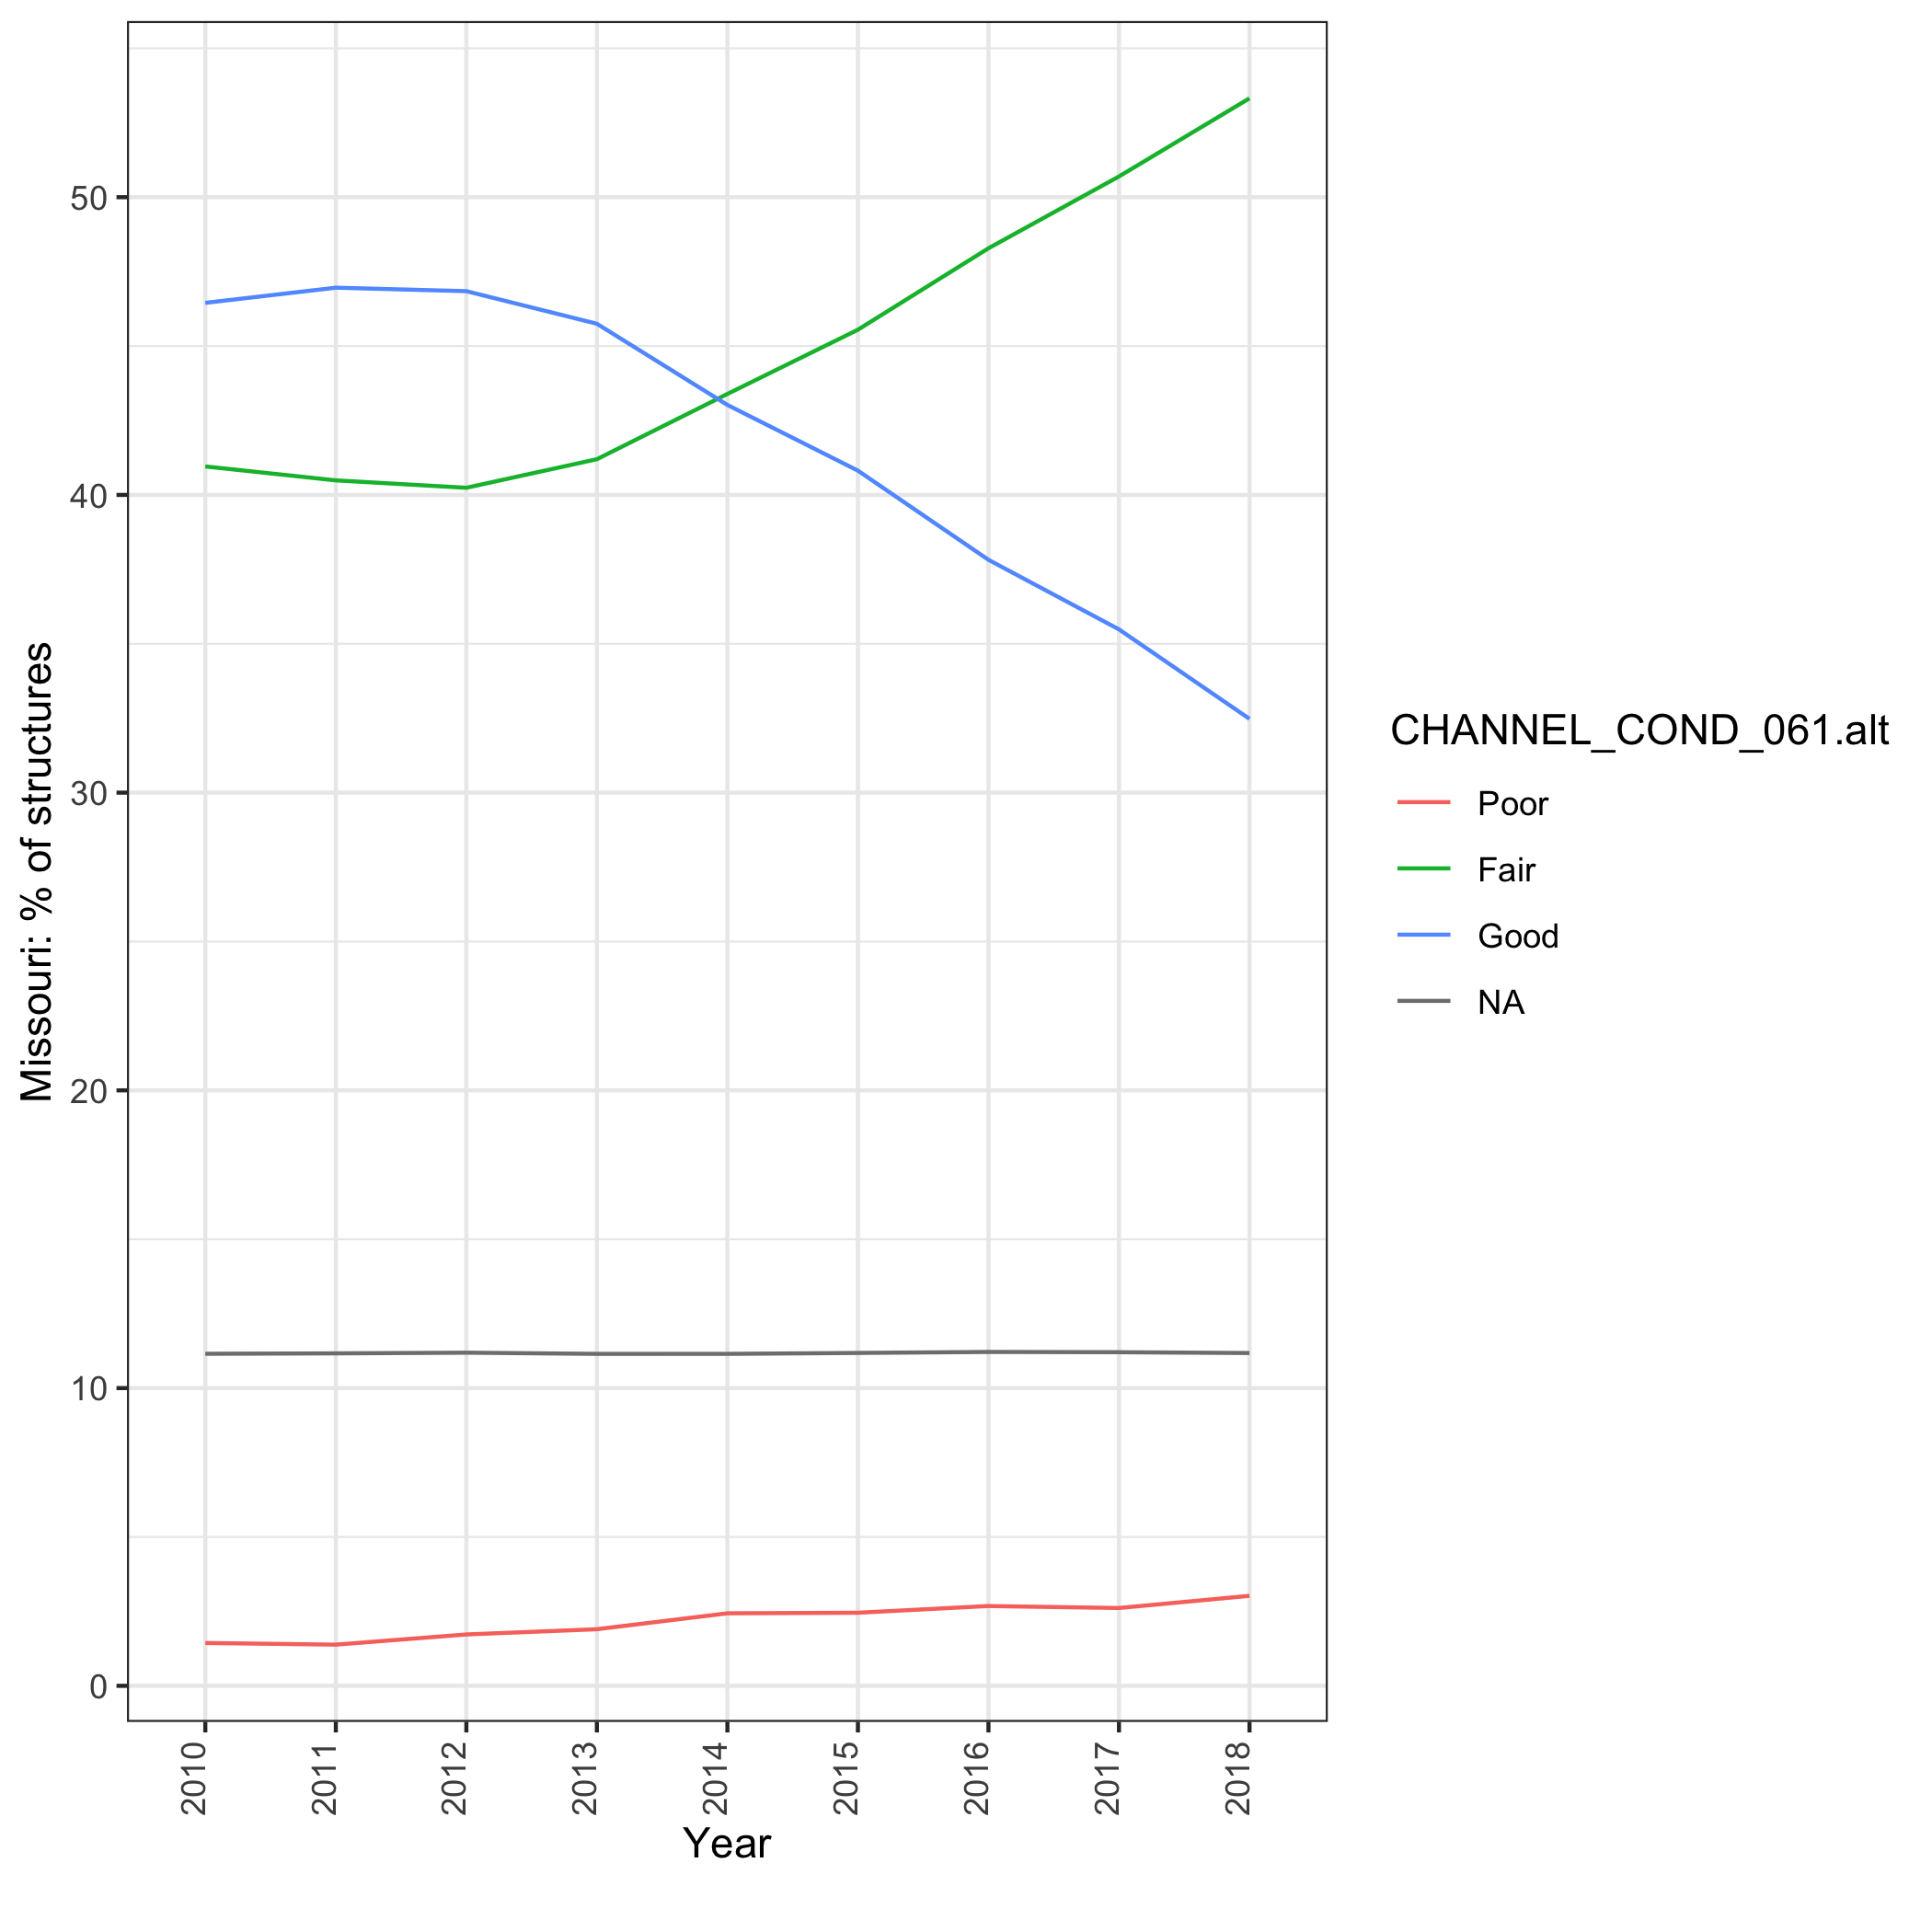 Missouri: % of structures
50
40
30
20
10
0
2010
2011
2012
2013
2014
2015
2016
2017
2018
Year
CHANNEL_COND_061.alt
Poor
Fair
Good
NA